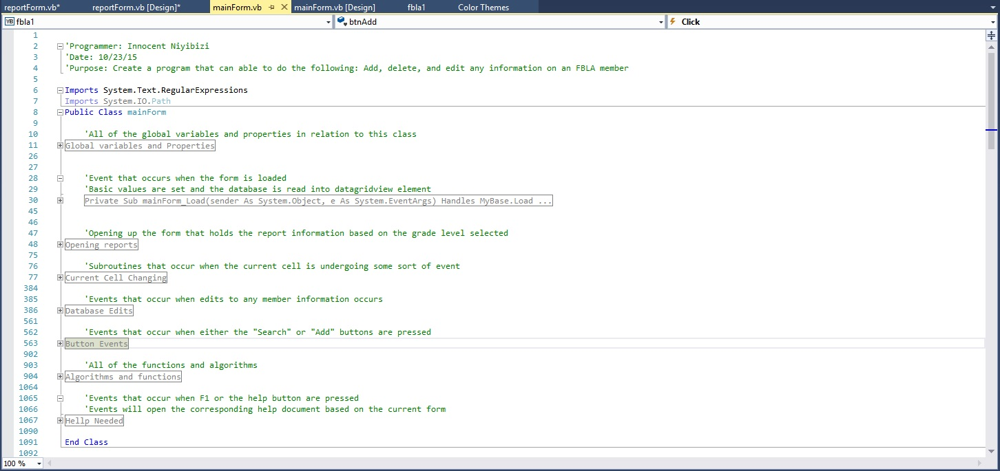 reportForm.vb* reportForm.vb [Design]* mainForm.vb mainForm.vb [Design] fbla1 Color Themes
VB fbla1 btnAdd Click
1
2 'Programmer: Innocent Niyibizi
3 'Date: 10/23/15
4 'Purpose: Create a program that can able to do the following: Add, delete, and edit any information on an FBLA member
5
6 Imports System.Text.RegularExpressions
7 Imports System.IO.Path
8 Public Class mainForm
9
10 'All of the global variables and properties in relation to this class
11 Global variables and Properties
26
27
28 'Event that occurs when the form is loaded
29 'Basic values are set and the database is read into datagridview element
30 Private Sub mainForm_Load(sender As System.Object, e As System.EventArgs) Handles MyBase.Load ...
45
46
47 'Opening up the form that holds the report information based on the grade level selected
48 Opening reports
75
76 'Subroutines that occur when the current cell is undergoing some sort of event
77 Current Cell Changing
384
385 'Events that occur when edits to any member information occurs
386 Database Edits
561
562 'Events that occur when either the "Search" or "Add" buttons are pressed
563 Button Events
902
903 'All of the functions and algorithms
904 Algorithms and functions
1064
1065 'Events that occur when F1 or the help button are pressed
1066 'Events will open the corresponding help document based on the current form
1067 Hellp Needed
1090
1091 End Class
1092
100 %